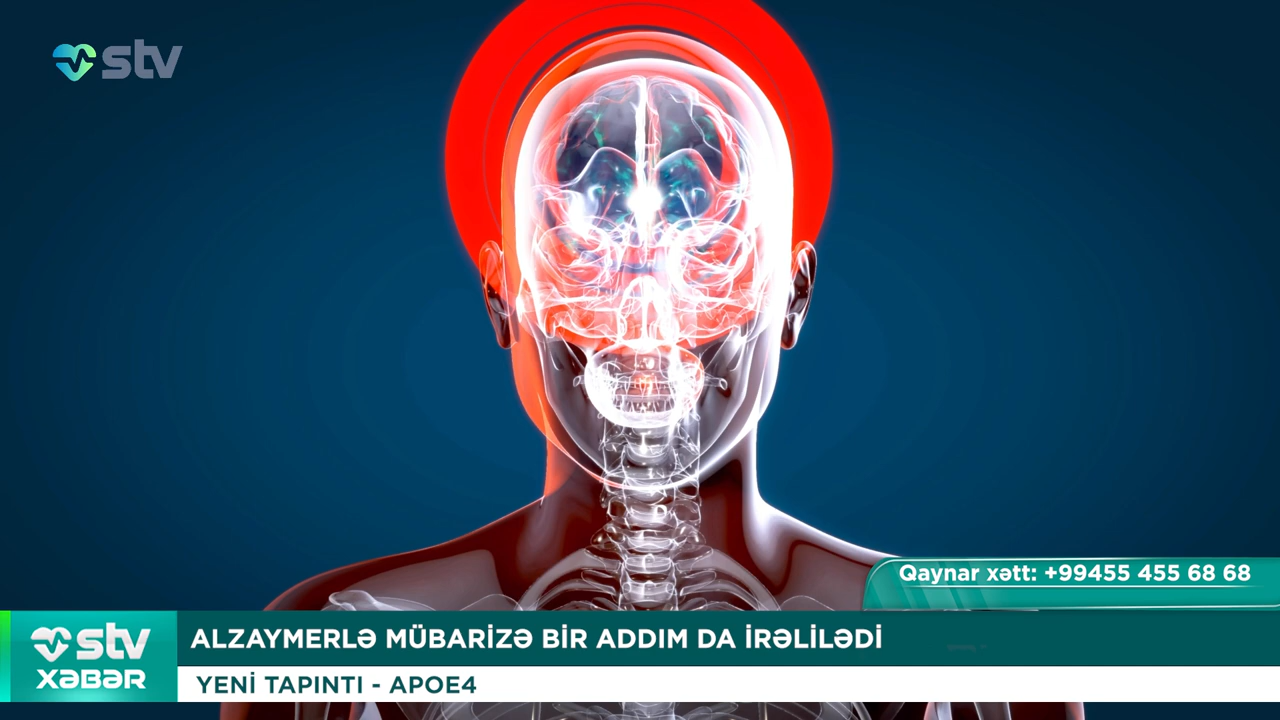 stv
Qaynar xətt: +99455 455 68 68
stv
XƏBƏR
ALZAYMERLƏ MÜBARİZƏ BİR ADDIM DA İRƏLİLƏDİ
YENİ TAPINTI - APOE4